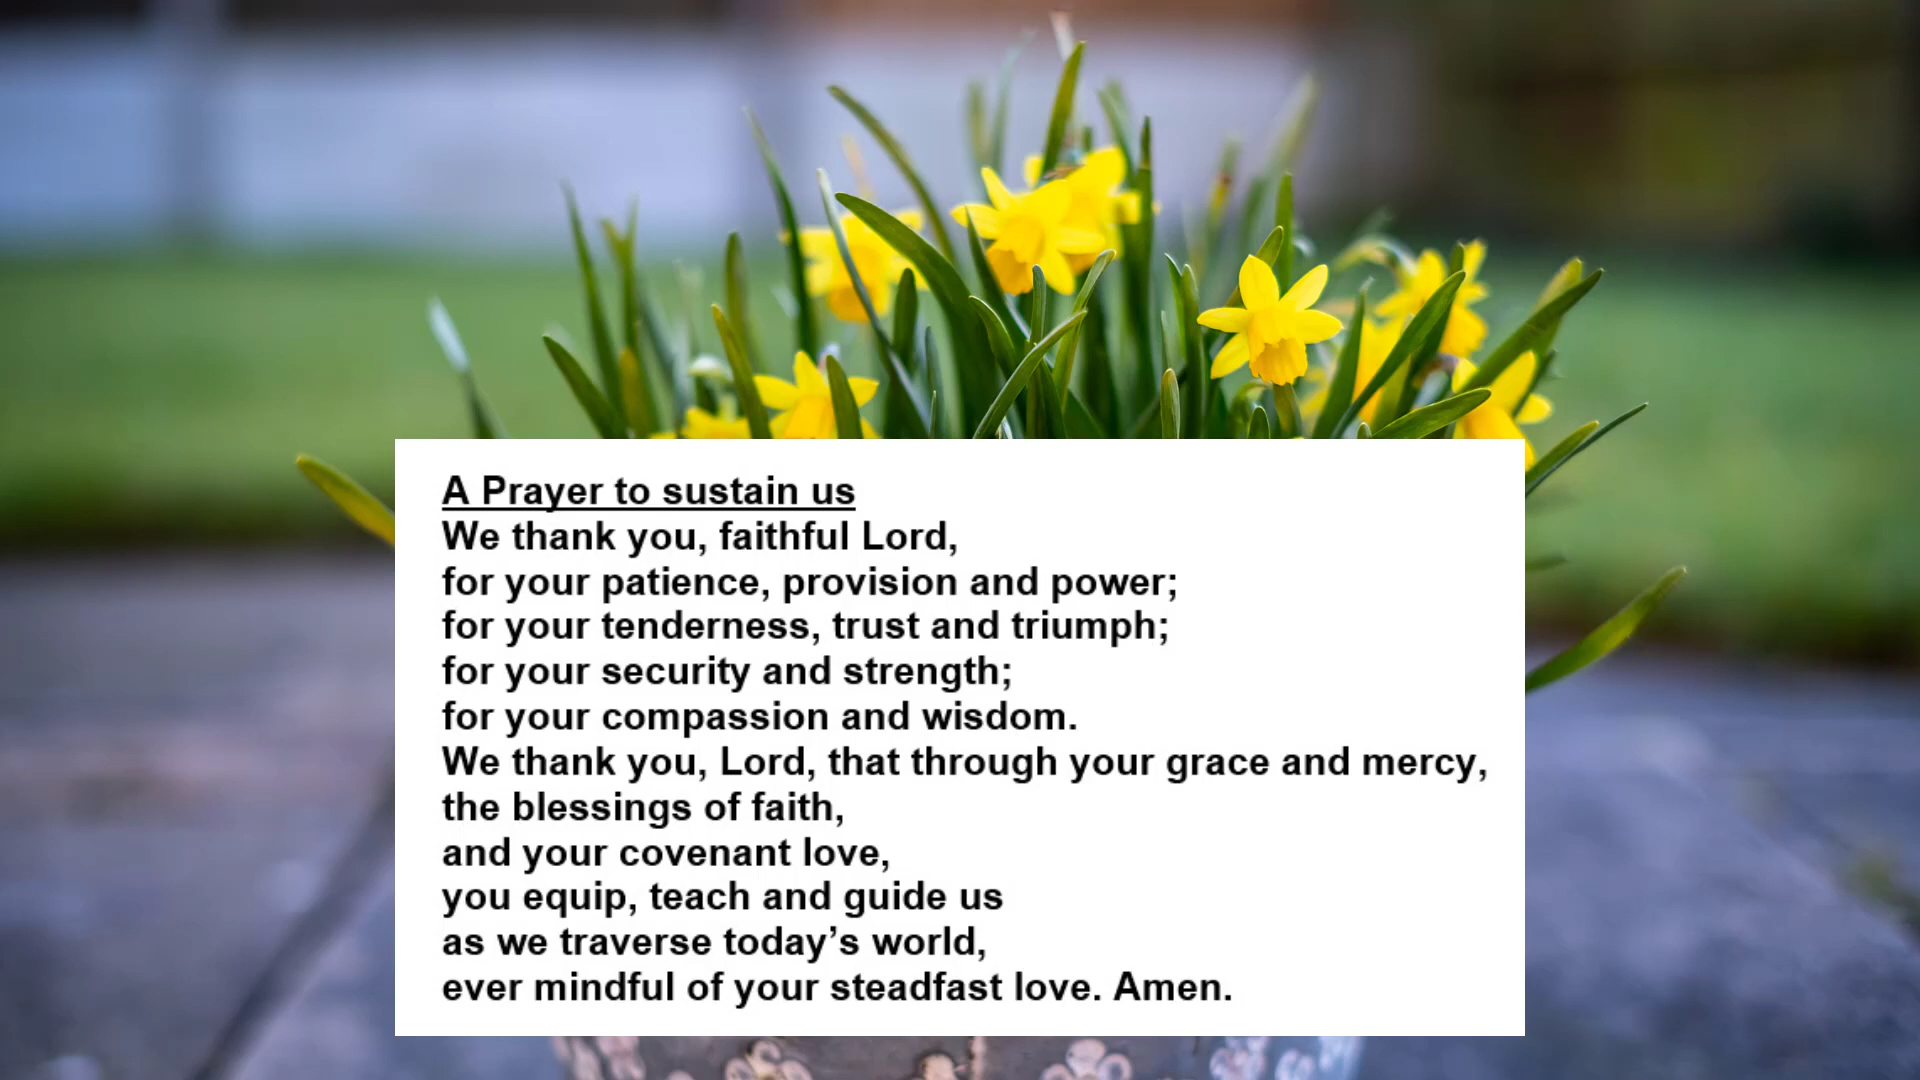 A Prayer to sustain us
We thank you, faithful Lord,
for your patience, provision and power;
for your tenderness, trust and triumph;
for your security and strength;
for your compassion and wisdom.
We thank you, Lord, that through your grace and mercy,
the blessings of faith,
and your covenant love,
you equip, teach and guide us
as we traverse today’s world,
ever mindful of your steadfast love. Amen.